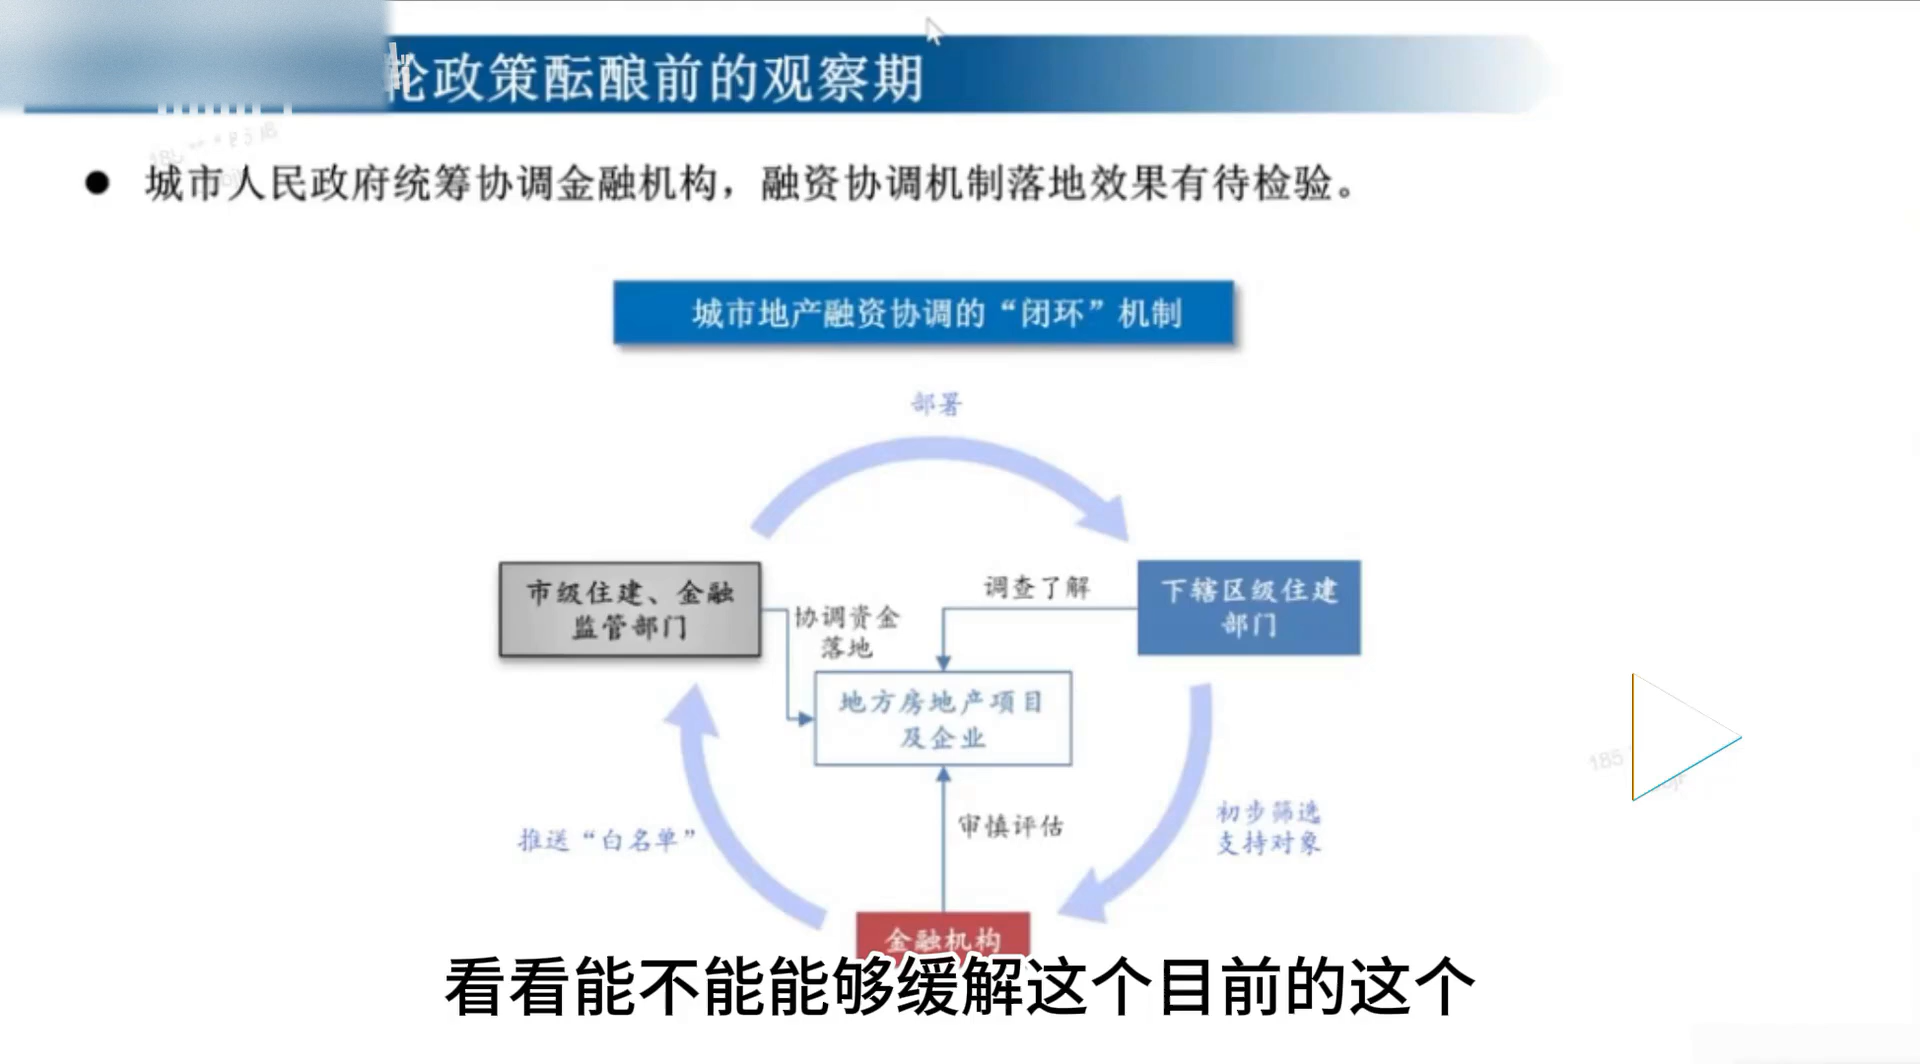 轮政策酝酿前的观察期
城市人民政府统筹协调金融机构，融资协调机制落地效果有待检验。
城市地产融资协调的“闭环”机制
部署
市级住建、金融
监管部门
协调资金
落地
调查了解
下辖区级住建
部门
地方房地产项目
及企业
推送“白名单”
审慎评估
初步筛选
支持对象
金融机构
看看能不能能够缓解这个目前的这个
185